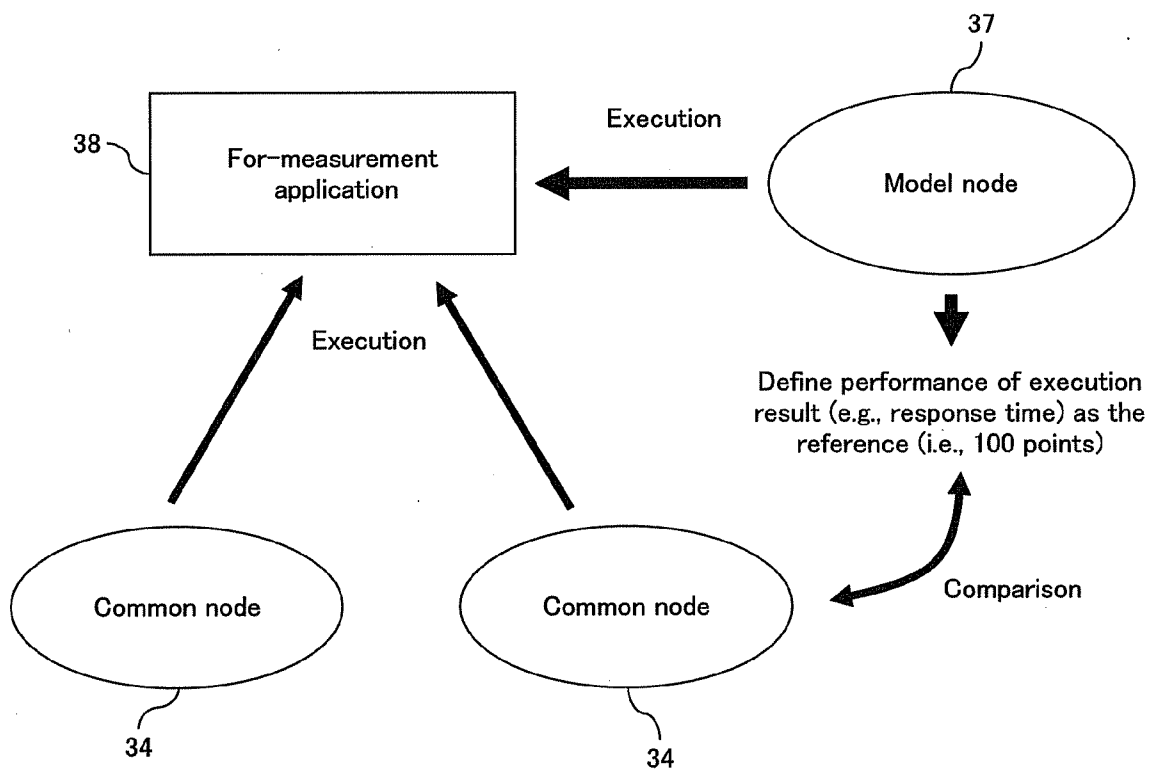 37
Execution
38
For-measurement
application
Model node
Execution
Define performance of execution
result (e.g., response time) as the
reference (i.e., 100 points)
Common node
Common node
Comparison
34
34